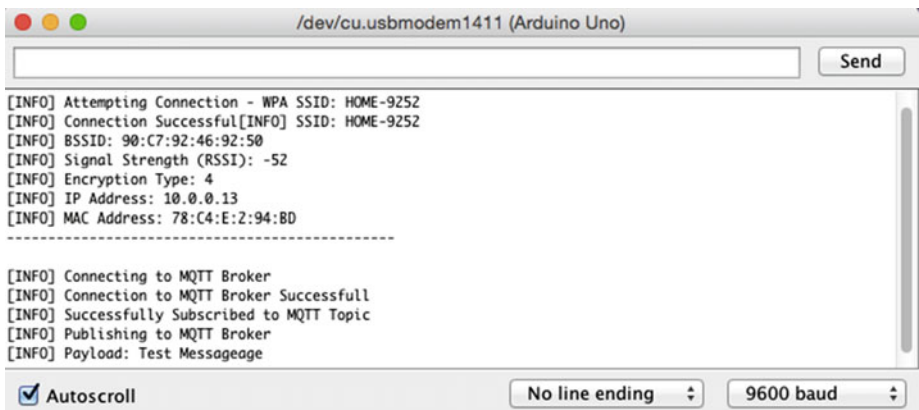 /dev/cu.usbmodem1411 (Arduino Uno)
Send
[INFO] Attempting Connection - WPA SSID: HOME-9252
[INFO] Connection Successful[INFO] SSID: HOME-9252
[INFO] BSSID: 90:C7:92:46:92:50
[INFO] Signal Strength (RSSI): -52
[INFO] Encryption Type: 4
[INFO] IP Address: 10.0.0.13
[INFO] MAC Address: 78:C4:E:2:94:BD
-----------------------------------------------
[INFO] Connecting to MQTT Broker
[INFO] Connection to MQTT Broker Successfull
[INFO] Successfully Subscribed to MQTT Topic
[INFO] Publishing to MQTT Broker
[INFO] Payload: Test Messageage
Autoscroll
No line ending
9600 baud